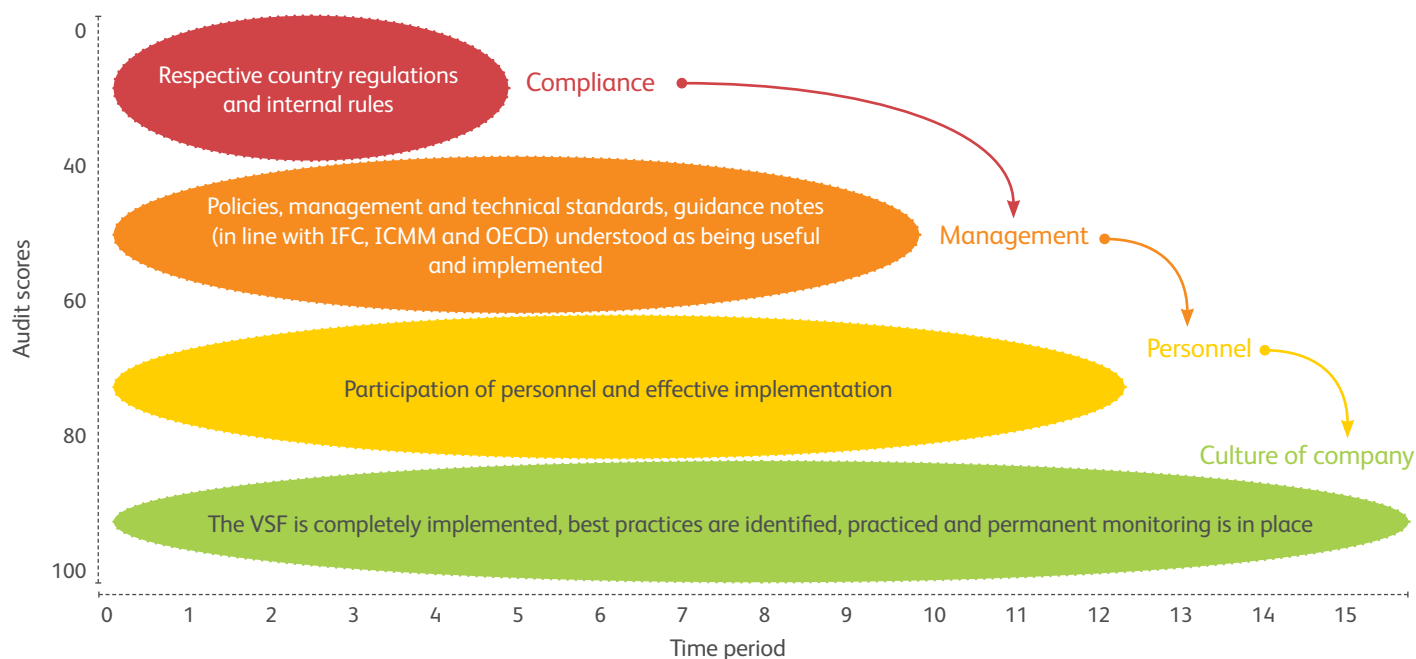 0
Respective country regulations
and internal rules
Compliance
40
Policies, management and technical standards, guidance notes
(in line with IFC, ICMM and OECD) understood as being useful
and implemented
Management
60
Audit scores
Personnel
Participation of personnel and effective implementation
80
Culture of company
The VSF is completely implemented, best practices are identified, practiced and permanent monitoring is in place
100
0 1 2 3 4 5 6 7 8 9 10 11 12 13 14 15
Time period